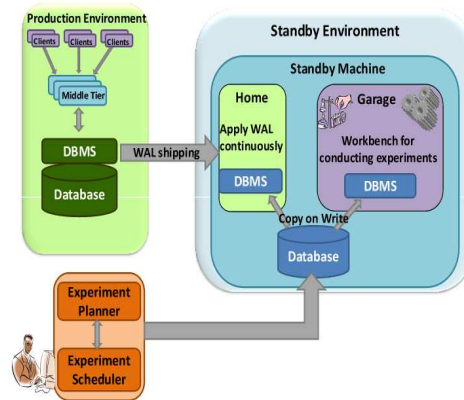 Production Environment
Clients
Clients
Clients
Middle Tier
DBMS
Database
WAL shipping
Standby Environment
Standby Machine
Home
Apply WAL
continuously
DBMS
Garage
Workbench for
conducting experiments
DBMS
Copy on Write
Database
Experiment
Planner
Experiment
Scheduler